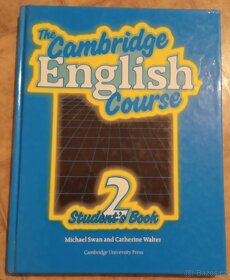 The
Cambridge
English
Course
2
Student's Book
Michael Swan and Catherine Walter
Cambridge University Press